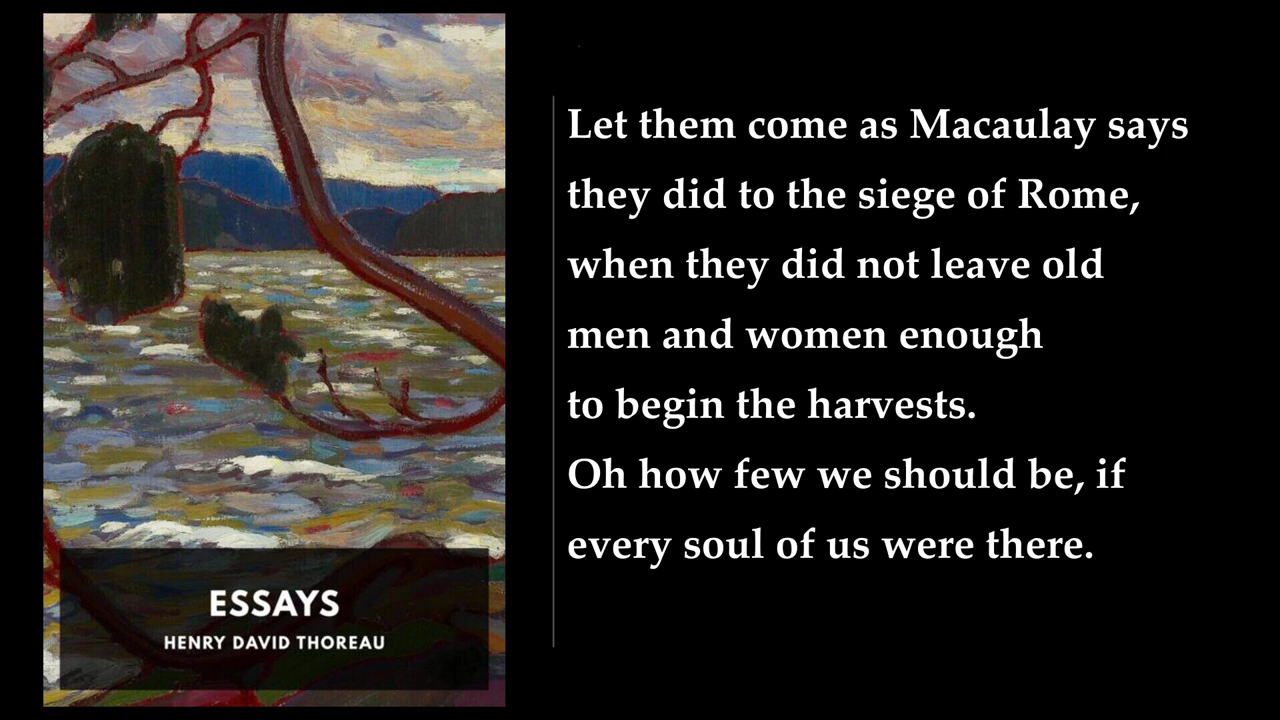 ESSAYS
HENRY DAVID THOREAU
Let them come as Macaulay says
they did to the siege of Rome,
when they did not leave old
men and women enough
to begin the harvests.
Oh how few we should be, if
every soul of us were there.